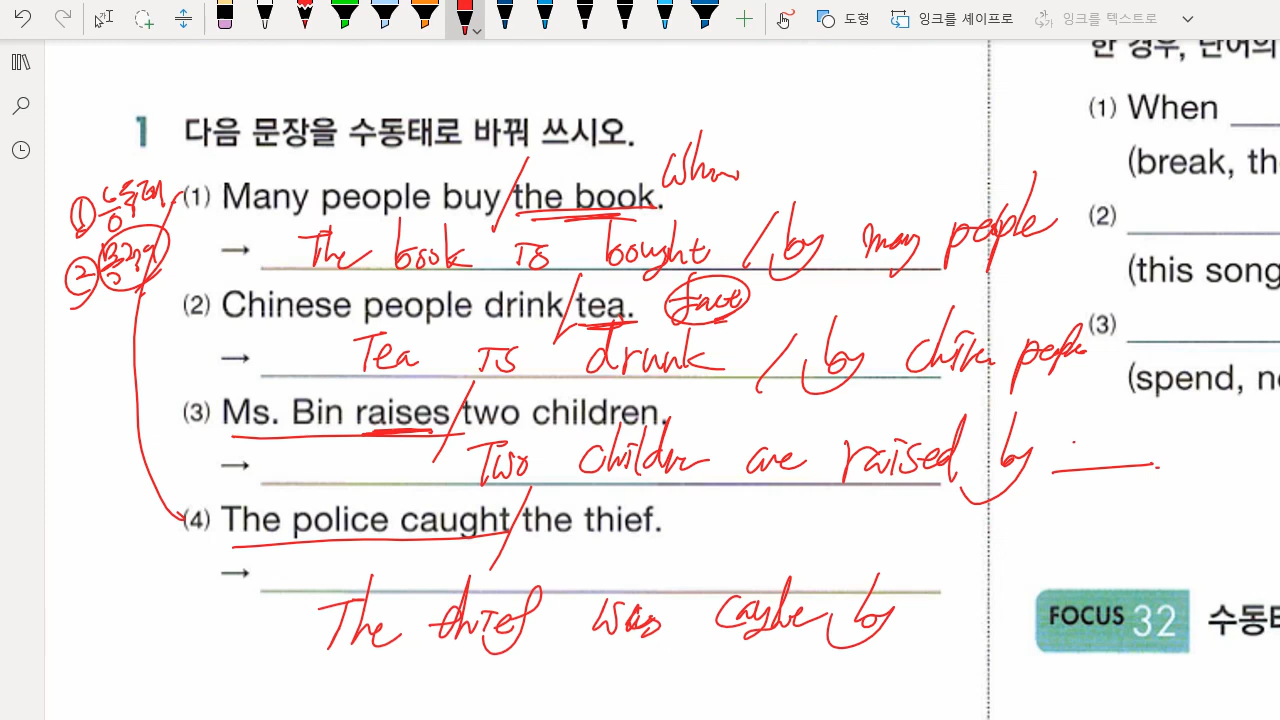 도형 잉크를 셰이프로 잉크를 텍스트로
1 다음 문장을 수동태로 바꿔 쓰시오.
① 능동태
②
(1) Many people buy the book.
→ The book is bought / by many people
(2) Chinese people drink tea.
→ Tea is drunk / by people
(3) Ms. Bin raises two children.
→ Two children are raised by
(4) The police caught the thief.
→ The thief was by
한 경우, 단어의
(1) When
(break, th
(2)
(this song
(3)
(spend, n
FOCUS 32 수동태